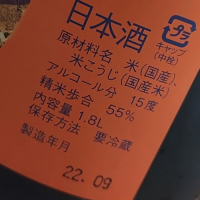 日本酒
プラ
キャップ
(中栓)
原材料名 米(国産)、
米こうじ(国産米)
アルコール分 15度
精米歩合 55%
内容量 1.8L
保存方法 要冷蔵
製造年月
22. 09